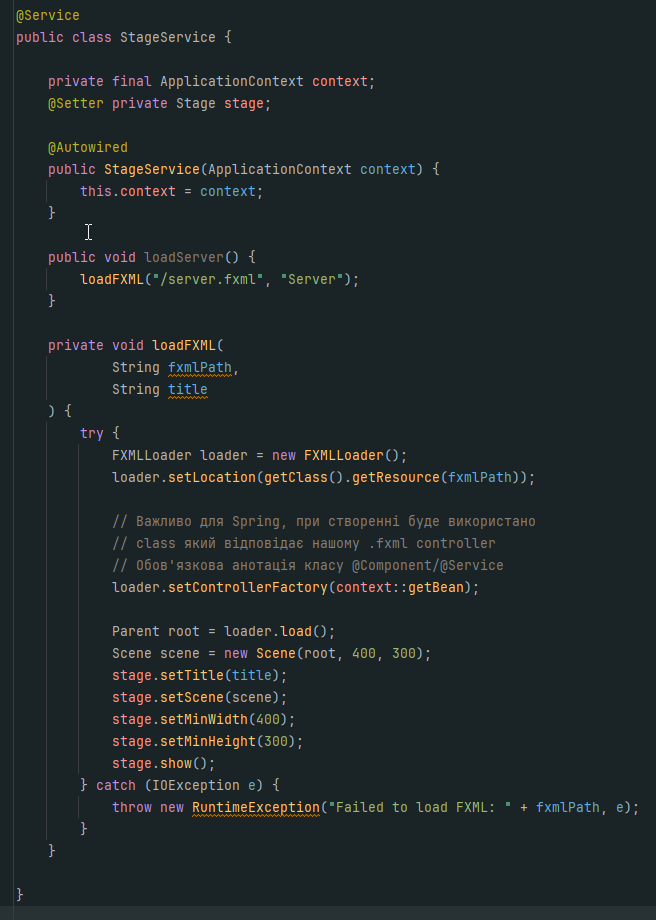 @Service
public class StageService {
private final ApplicationContext context;
@Setter private Stage stage;
@Autowired
public StageService(ApplicationContext context) {
this.context = context;
}
public void loadServer() {
loadFXML("/server.fxml", "Server");
}
private void loadFXML(
String fxmlPath,
String title
) {
try {
FXMLLoader loader = new FXMLLoader();
loader.setLocation(getClass().getResource(fxmlPath));
// Важливо для Spring, при створенні буде використано
// class який відповідає нашому .fxml controller
// Обов'язкова анотація класу @Component/@Service
loader.setControllerFactory(context::getBean);
Parent root = loader.load();
Scene scene = new Scene(root, 400, 300);
stage.setTitle(title);
stage.setScene(scene);
stage.setMinWidth(400);
stage.setMinHeight(300);
stage.show();
} catch (IOException e) {
throw new RuntimeException("Failed to load FXML: " + fxmlPath, e);
}
}
}